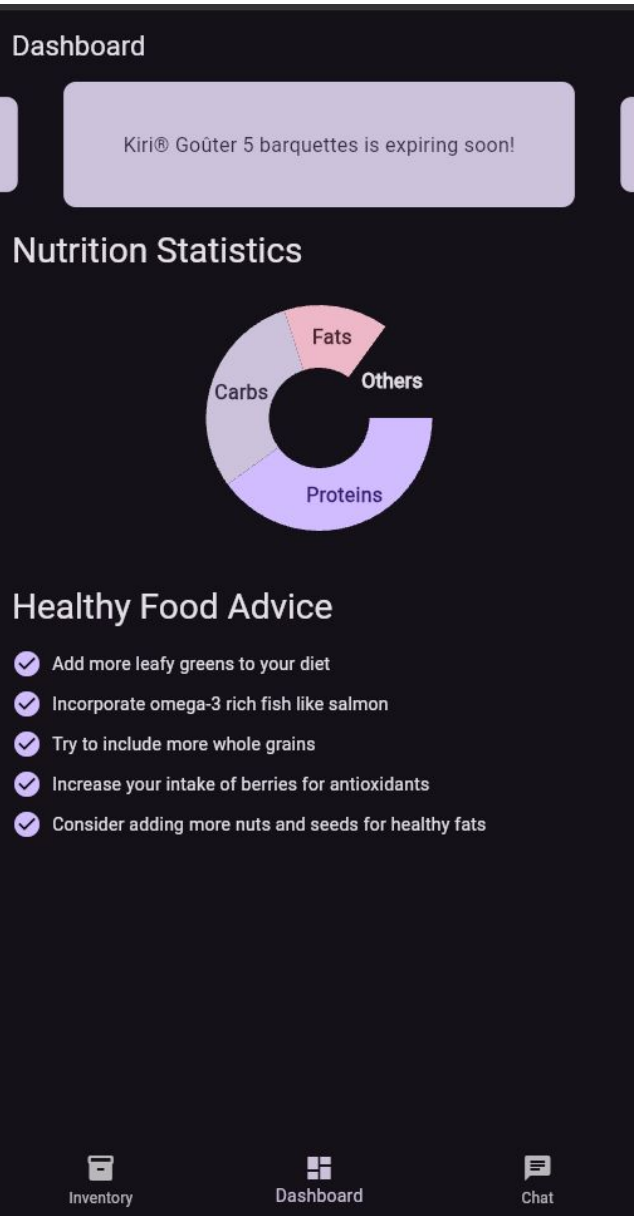 Dashboard
Kiri® Goûter 5 barquettes is expiring soon!
Nutrition Statistics
Fats
Others
Carbs
Proteins
Healthy Food Advice
Add more leafy greens to your diet
Incorporate omega-3 rich fish like salmon
Try to include more whole grains
Increase your intake of berries for antioxidants
Consider adding more nuts and seeds for healthy fats
Inventory
Dashboard
Chat